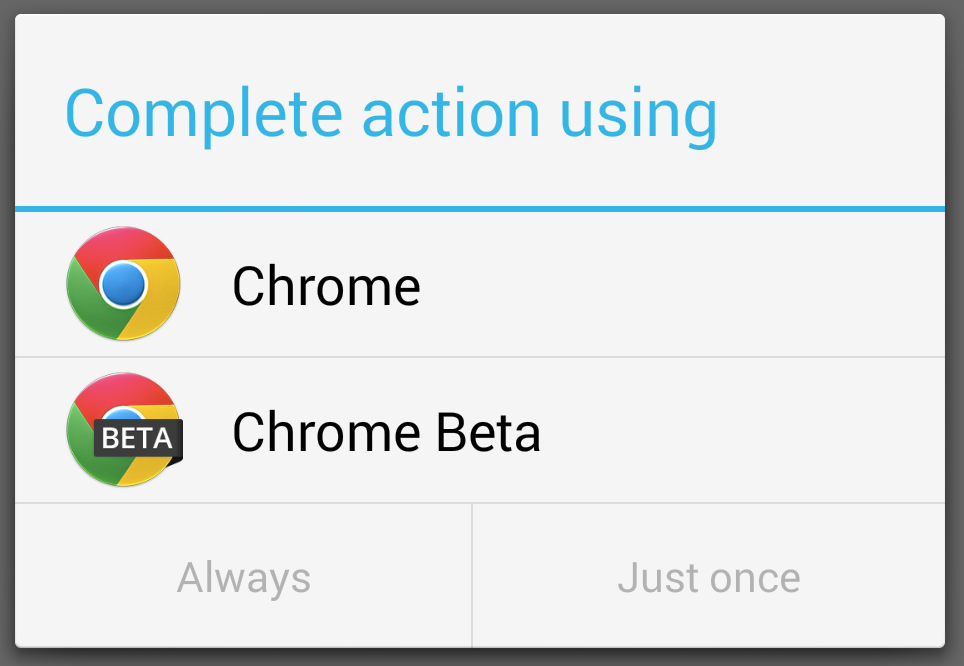 Complete action using
Chrome
BETA
Chrome Beta
Always
Just once